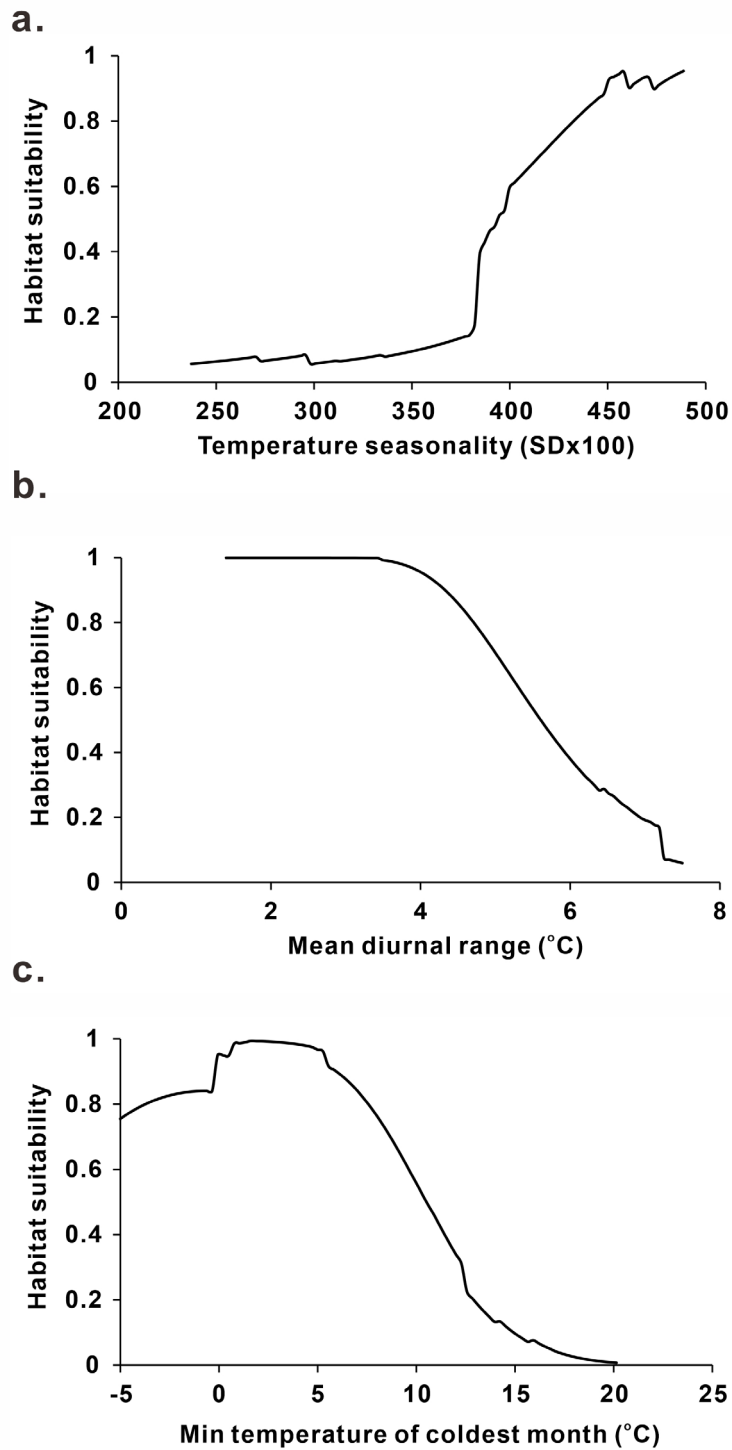 a.
1
0.8
0.6
0.4
0.2
0
Habitat suitability
200 250 300 350 400 450 500
Temperature seasonality (SDx100)
b.
1
0.8
0.6
0.4
0.2
0
Habitat suitability
0 2 4 6 8
Mean diurnal range (°C)
c.
1
0.8
0.6
0.4
0.2
0
Habitat suitability
-5 0 5 10 15 20 25
Min temperature of coldest month (°C)